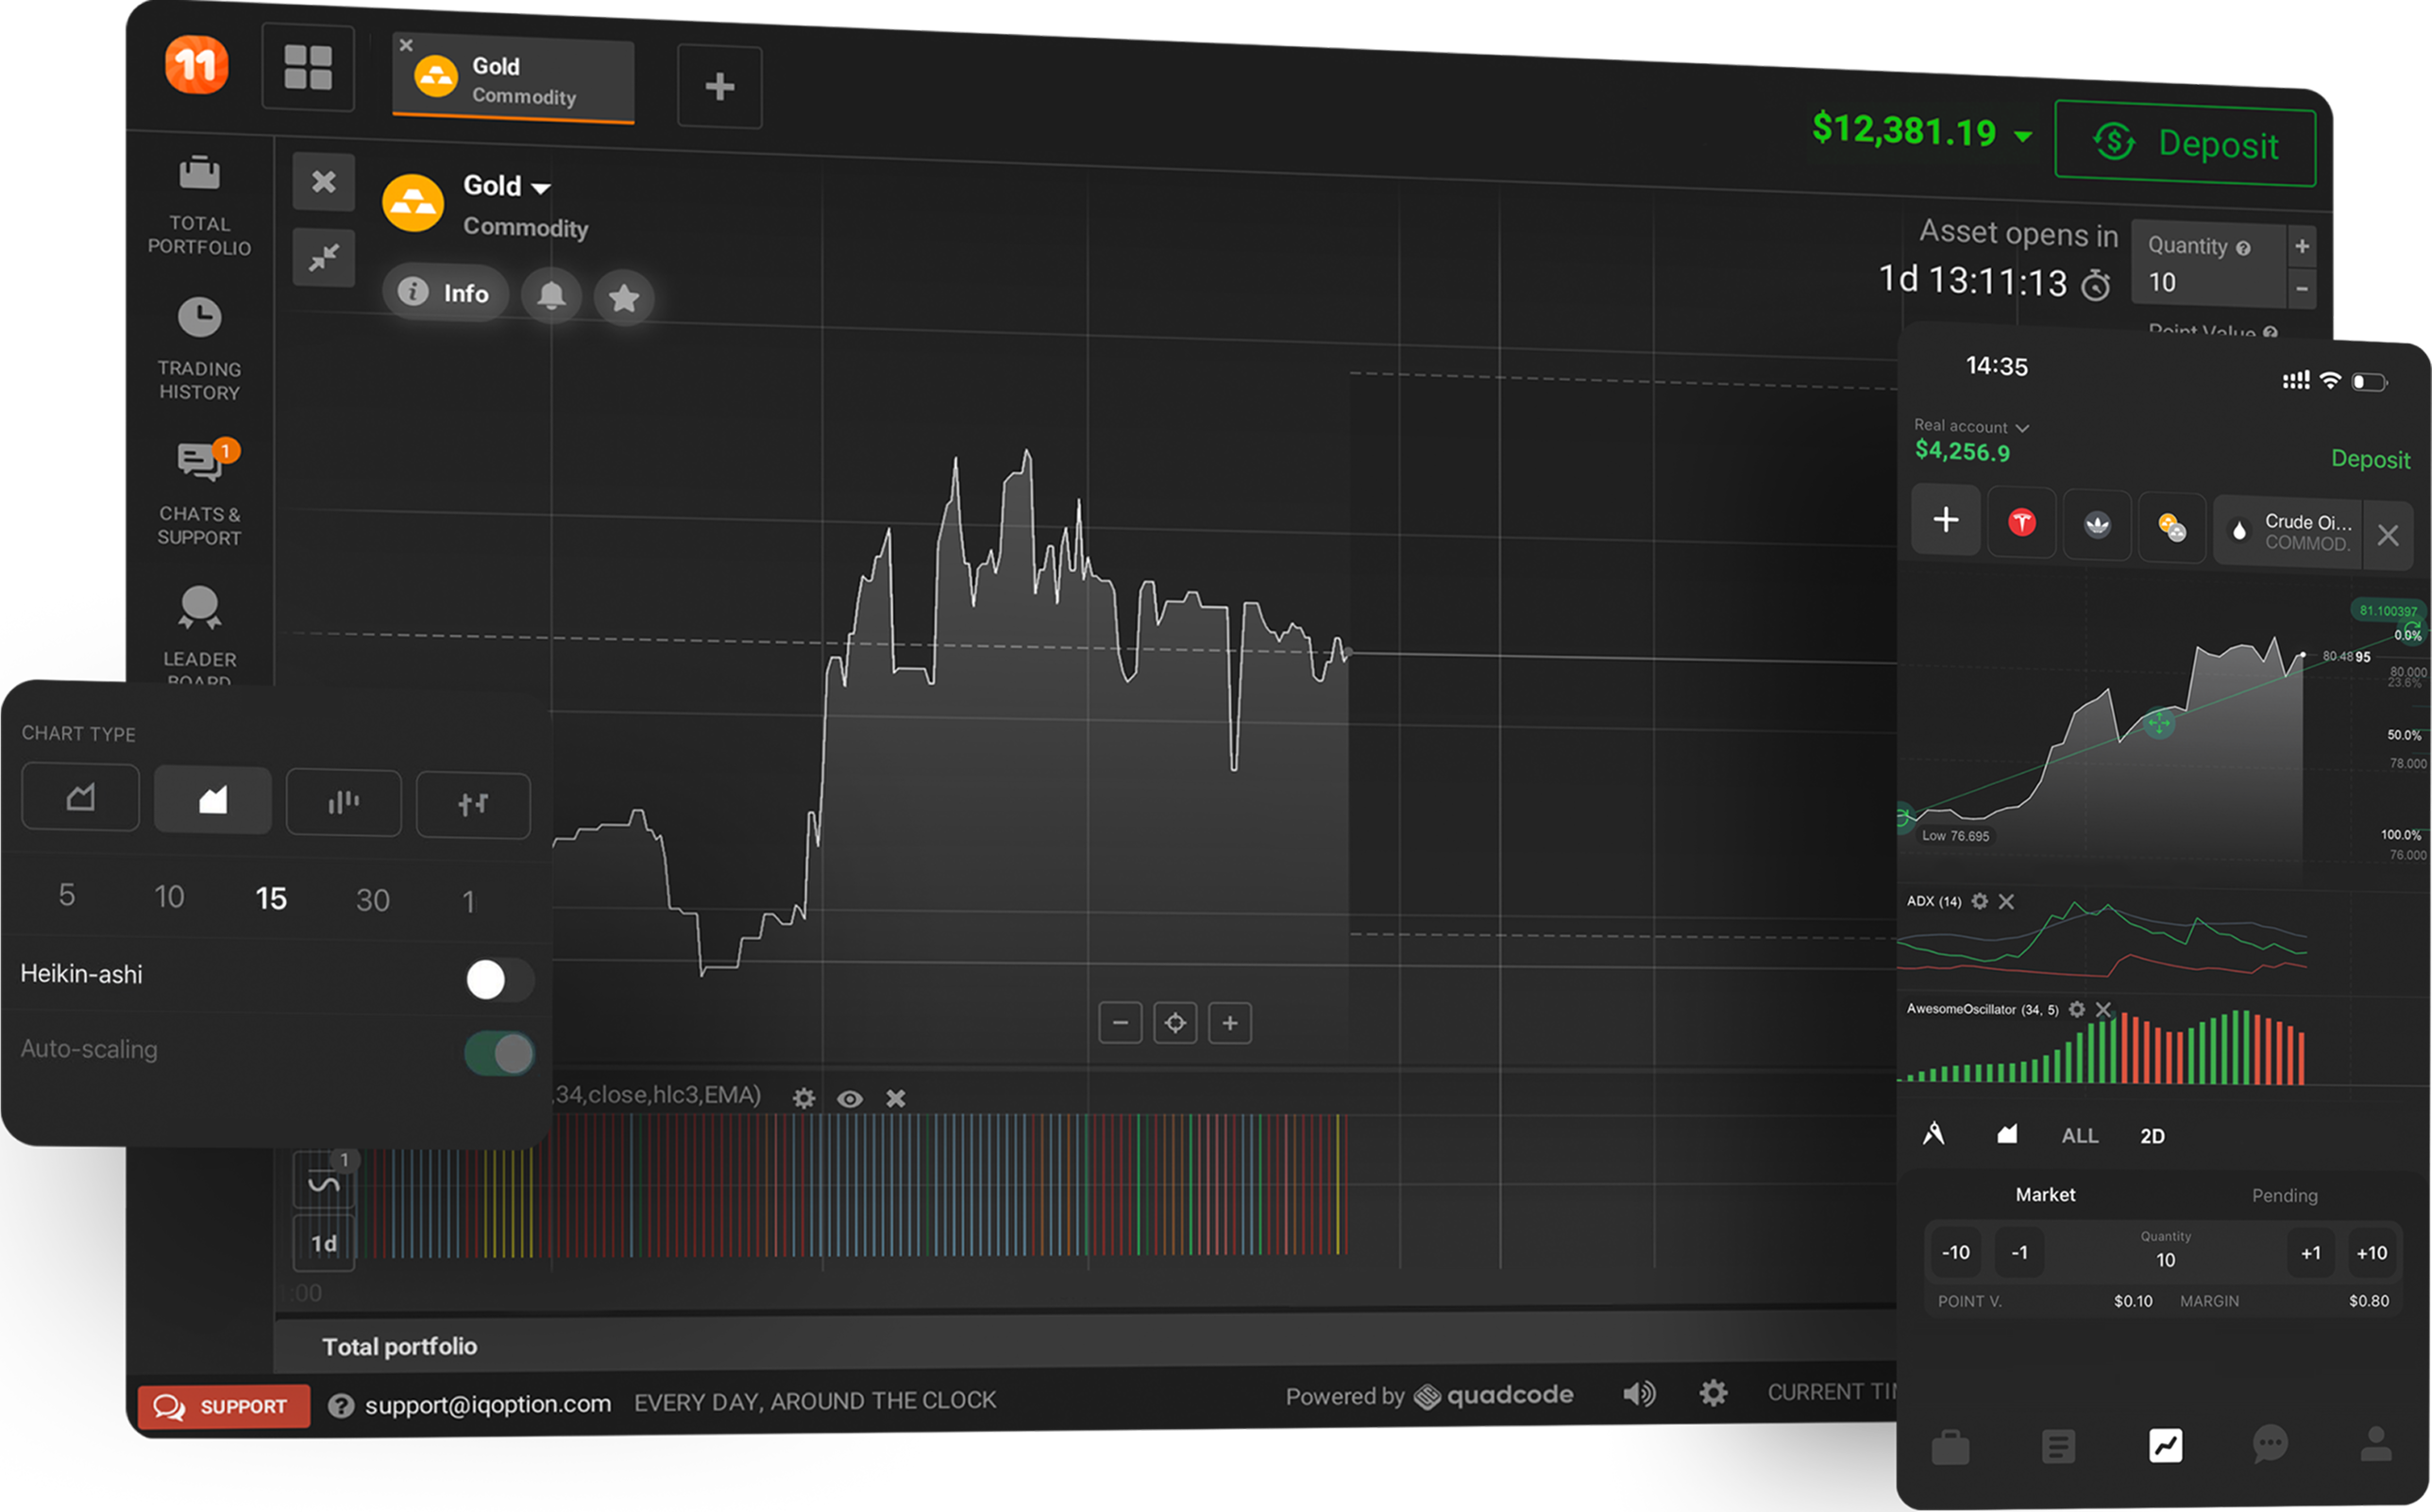 Gold
Commodity
$12,381.19
Deposit
TOTAL
PORTFOLIO
TRADING
HISTORY
1
CHATS &
SUPPORT
LEADER
BOARD
Gold
Commodity
Info
Asset opens in
1d 13:11:13
Quantity
10
+
-
Point Value
CHART TYPE
5 10 15 30 1
Heikin-ashi
Auto-scaling
,34,close,hlc3,EMA)
1
1d
:00
Total portfolio
SUPPORT
support@iqoption.com EVERY DAY, AROUND THE CLOCK
Powered by quadcode
CURRENT TI
14:35
Real account
$4,256.9
Deposit
Crude Oi...
COMMOD.
81.100397
0.0%
80.4895
80.000
23.6%
50.0%
78.000
Low 76.695
100.0%
76.000
ADX (14)
AwesomeOscillator (34, 5)
ALL 2D
Market Pending
-10 -1 Quantity +1 +10
10
POINT V. $0.10 MARGIN $0.80